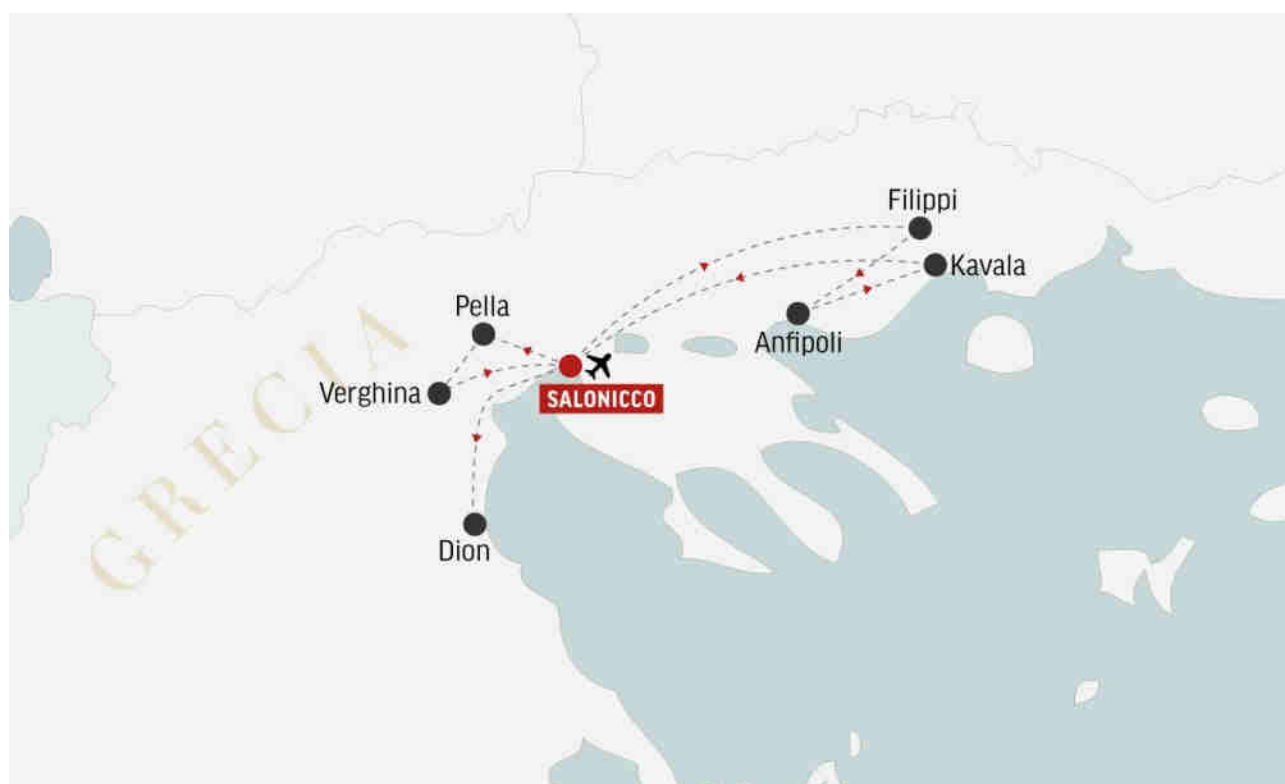 Filippi
Kavala
Pella
Anfipoli
Verghina
SALONICCO
GRECIA
Dion